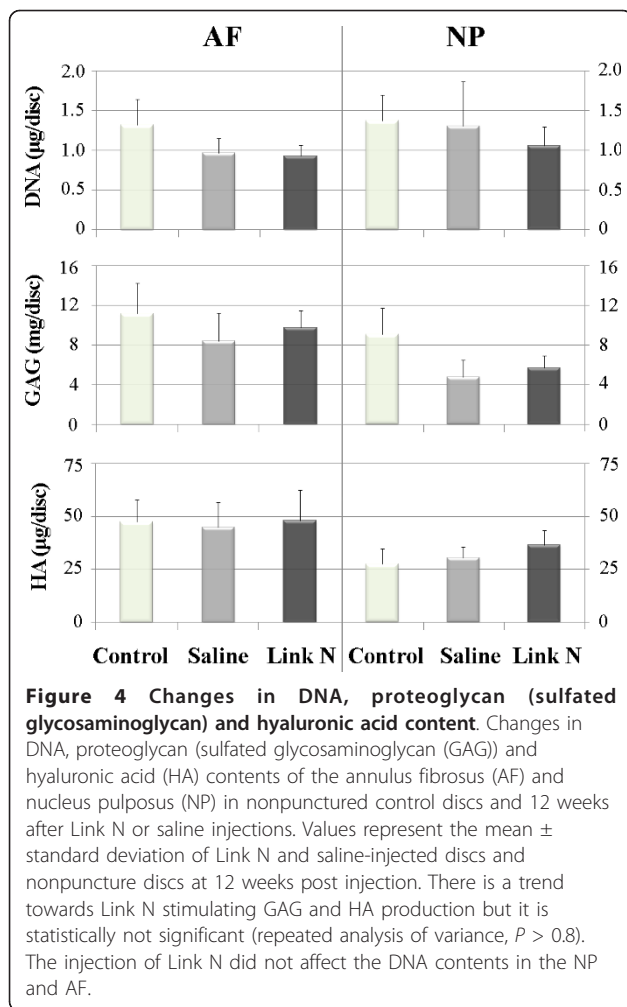 AF NP
2.0 2.0
1.5 1.5
1.0 1.0
0.5 0.5
0 0
DNA (µg/disc)
16 16
12 12
8 8
4 4
0 0
GAG (mg/disc)
75 75
50 50
25 25
0 0
HA (µg/disc)
Control Saline Link N Control Saline Link N
Figure 4 Changes in DNA, proteoglycan (sulfated
glycosaminoglycan) and hyaluronic acid content. Changes in
DNA, proteoglycan (sulfated glycosaminoglycan (GAG)) and
hyaluronic acid (HA) contents of the annulus fibrosus (AF) and
nucleus pulposus (NP) in nonpunctured control discs and 12 weeks
after Link N or saline injections. Values represent the mean ±
standard deviation of Link N and saline-injected discs and
nonpuncture discs at 12 weeks post injection. There is a trend
towards Link N stimulating GAG and HA production but it is
statistically not significant (repeated analysis of variance, P > 0.8).
The injection of Link N did not affect the DNA contents in the NP
and AF.